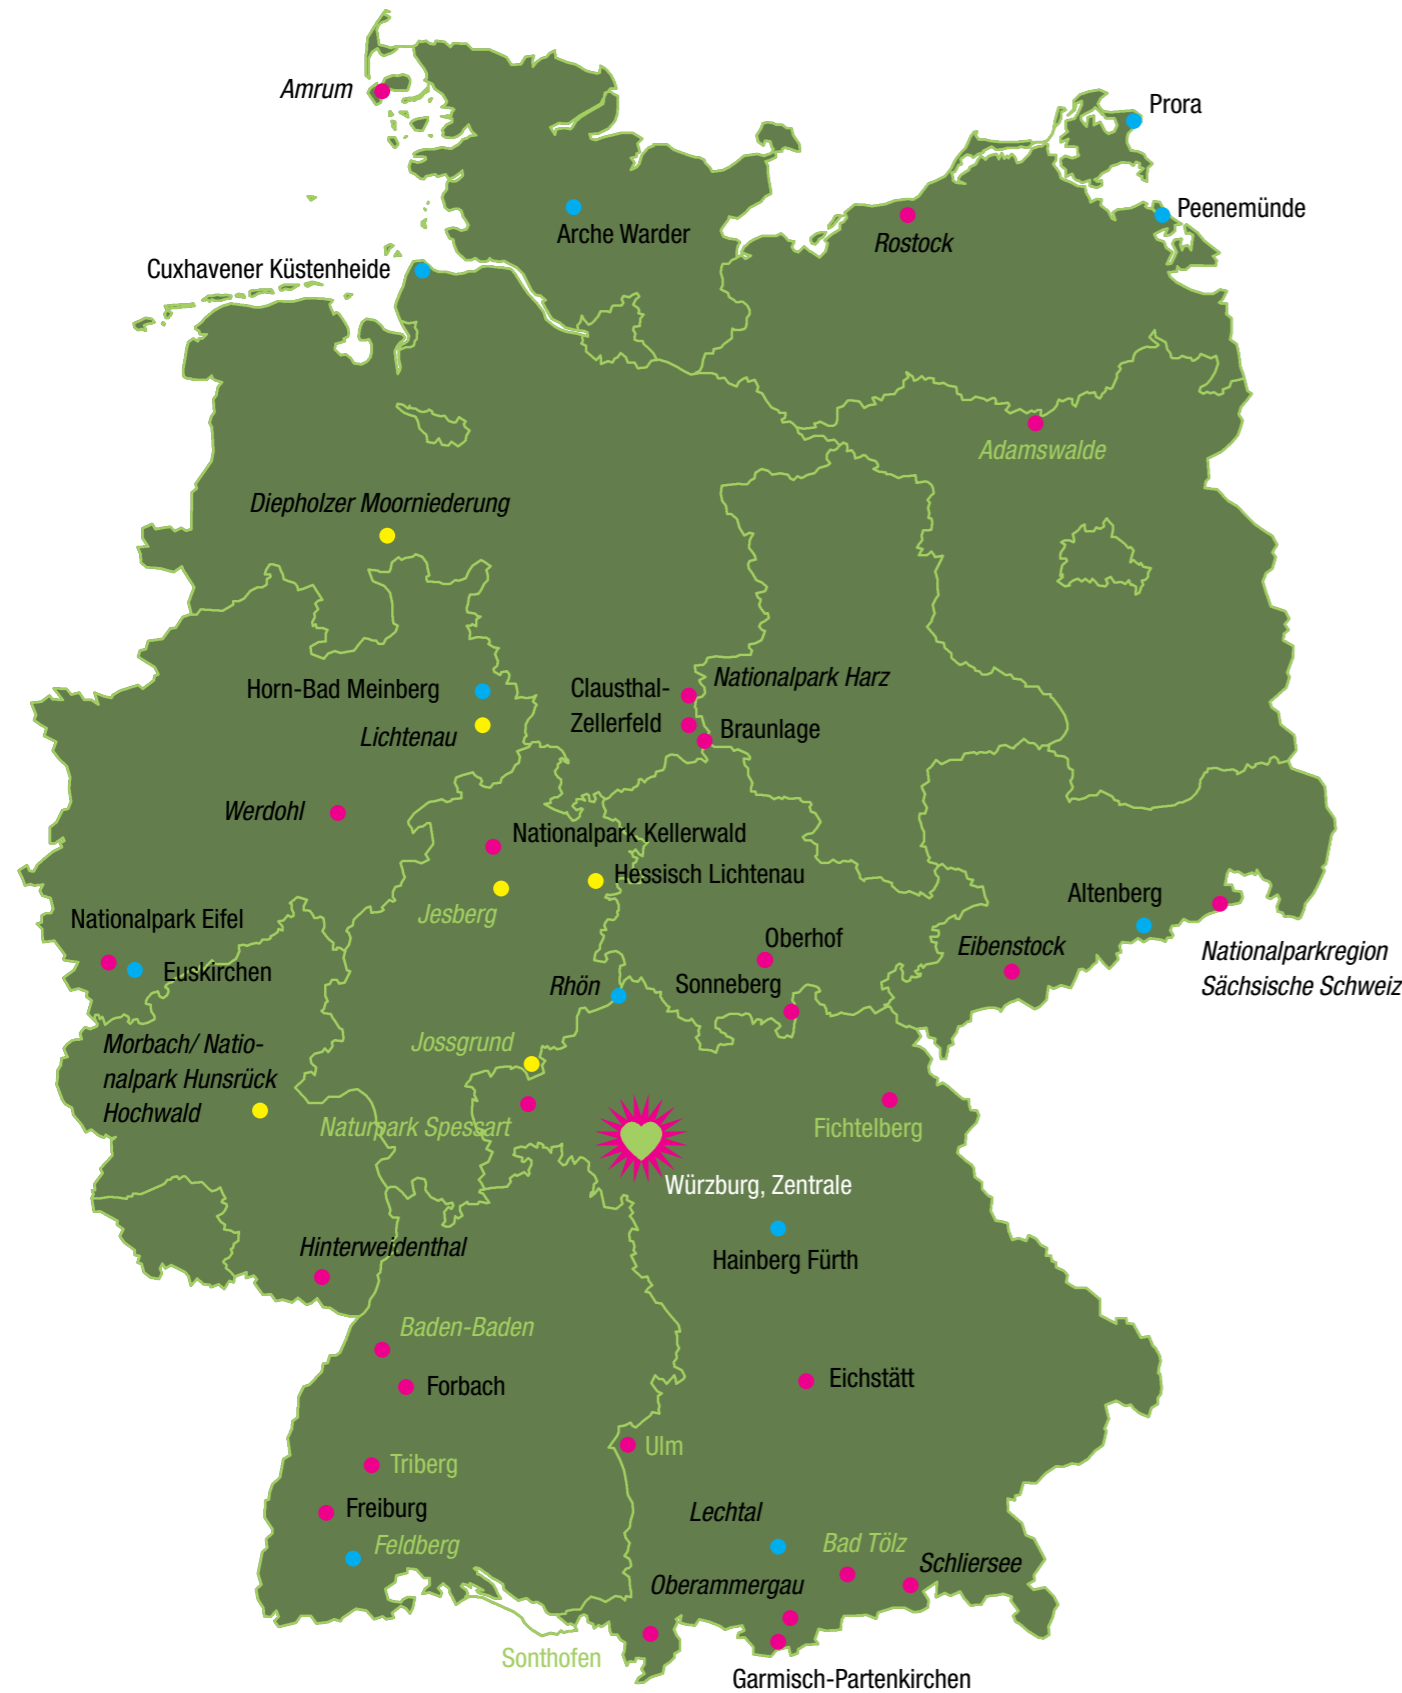 Amrum
Prora
Peenemünde
Arche Warder
Rostock
Cuxhavener Küstenheide
Adamswalde
Diepholzer Moorniederung
Horn-Bad Meinberg
Lichtenau
Clausthal-
Zellerfeld
Nationalpark Harz
Braunlage
Werdohl
Nationalpark Kellerwald
Hessisch Lichtenau
Jesberg
Altenberg
Nationalpark Eifel
Euskirchen
Oberhof
Eibenstock
Nationalparkregion
Sächsische Schweiz
Rhön
Sonneberg
Jossgrund
Morbach/ Natio-
nalpark Hunsrück
Hochwald
Naturpark Spessart
Fichtelberg
Würzburg, Zentrale
Hainberg Fürth
Hinterweidenthal
Baden-Baden
Forbach
Eichstätt
Ulm
Triberg
Freiburg
Feldberg
Lechtal
Bad Tölz
Schliersee
Oberammergau
Sonthofen
Garmisch-Partenkirchen